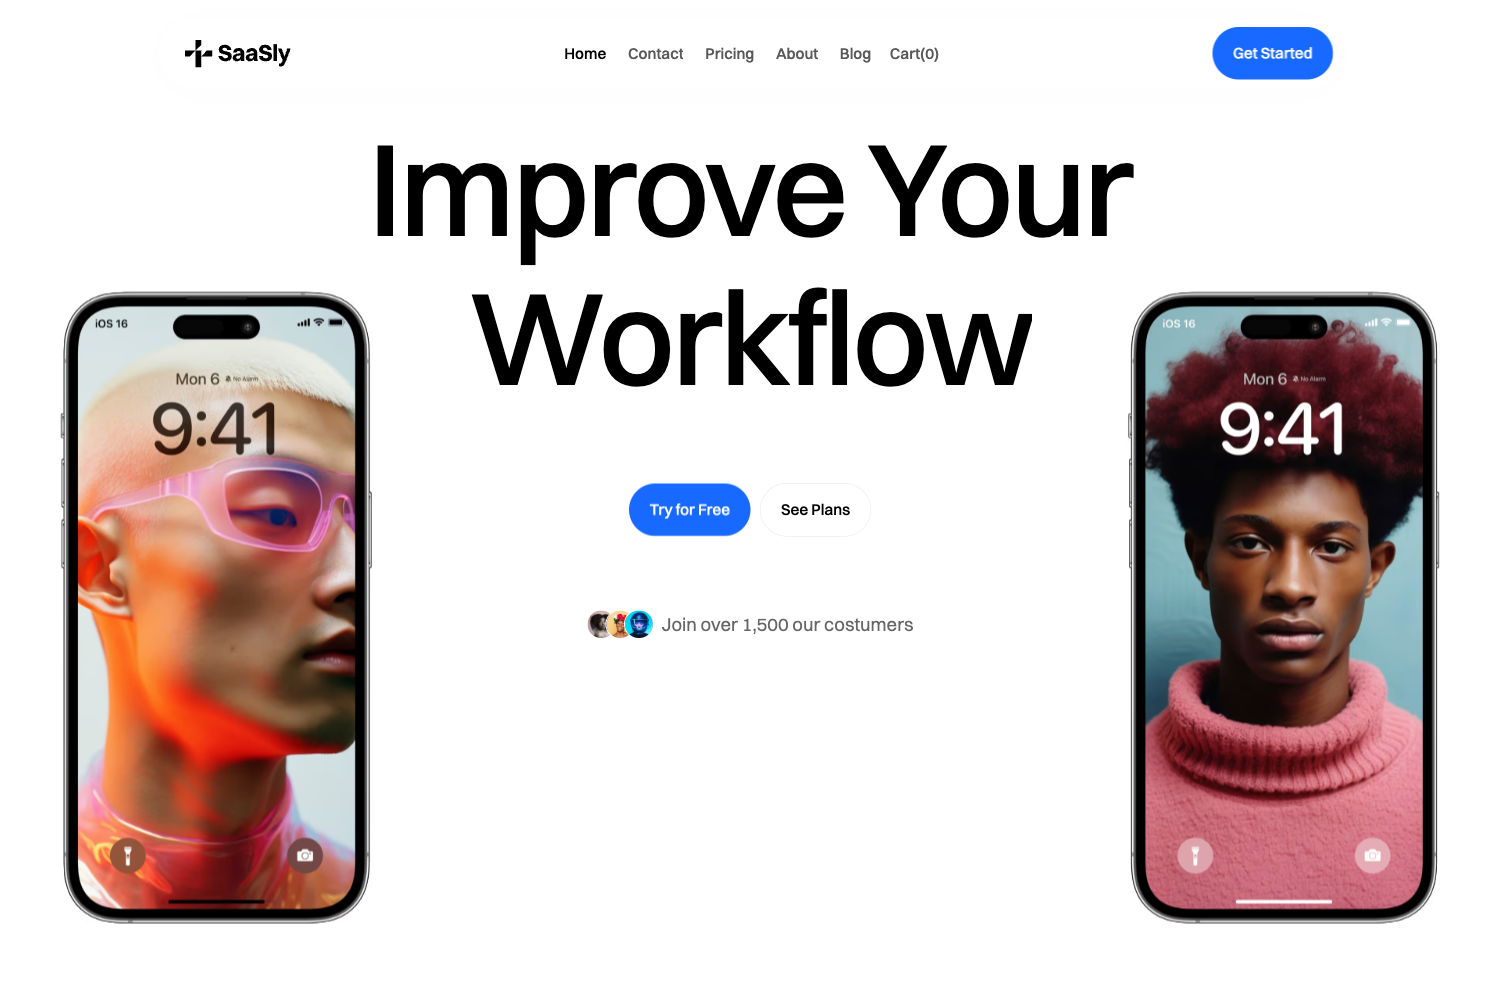 SaaSly
Home Contact Pricing About Blog Cart(0)
Get Started
Improve Your
Workflow
iOS 16
Mon 6 No Alarm
9:41
iOS 16
Mon 6 No Alarm
9:41
Try for Free
See Plans
Join over 1,500 our costumers